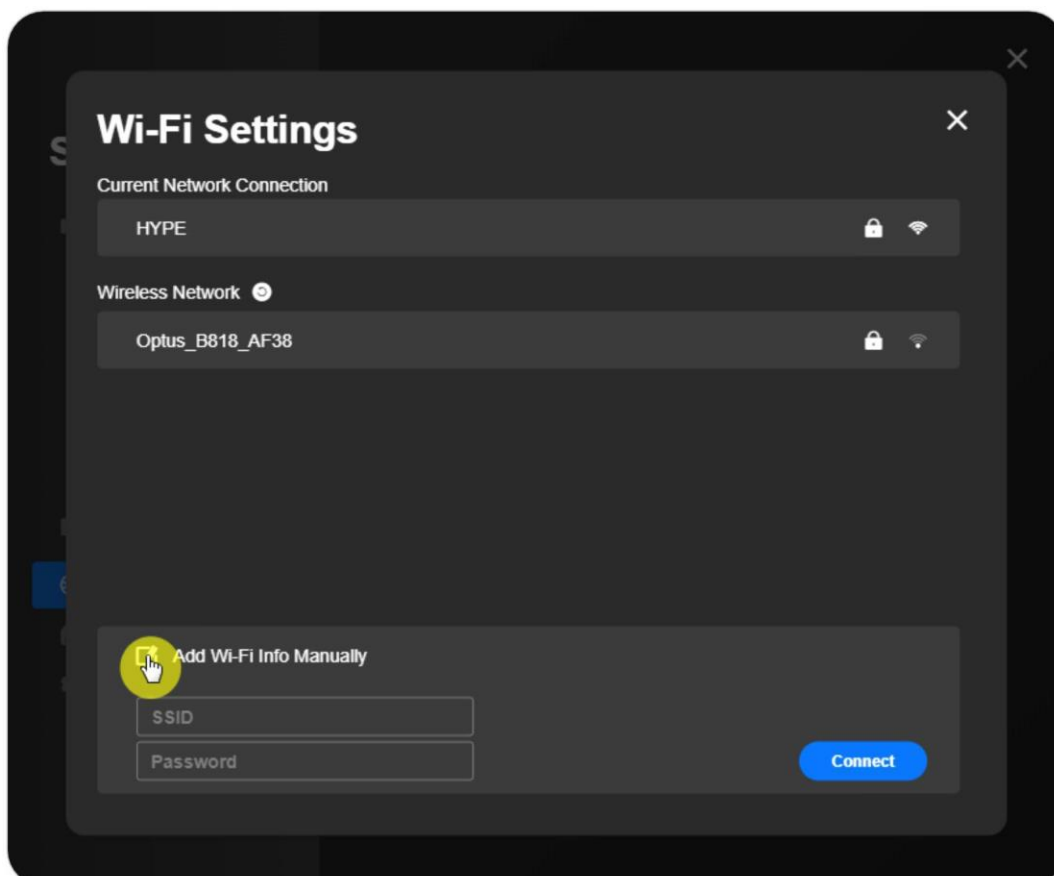 S
Wi-Fi Settings
Current Network Connection
HYPE
Wireless Network
Optus_B818_AF38
Add Wi-Fi Info Manually
SSID
Password
Connect